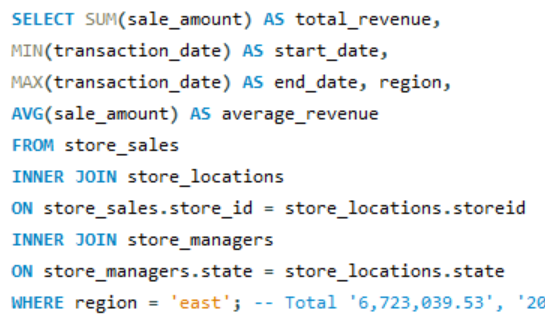 SELECT SUM(sale_amount) AS total_revenue,
MIN(transaction_date) AS start_date,
MAX(transaction_date) AS end_date, region,
AVG(sale_amount) AS average_revenue
FROM store_sales
INNER JOIN store_locations
ON store_sales.store_id = store_locations.storeid
INNER JOIN store_managers
ON store_managers.state = store_locations.state
WHERE region = 'east'; -- Total '6,723,039.53', '20